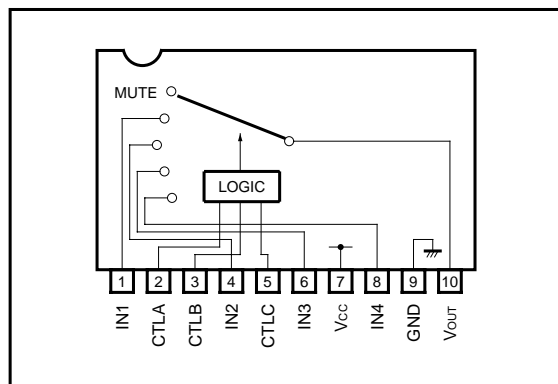 MUTE
LOGIC
1 2 3 4 5 6 7 8 9 10
IN1 CTLA CTLB IN2 CTLC IN3 Vcc IN4 GND VOUT